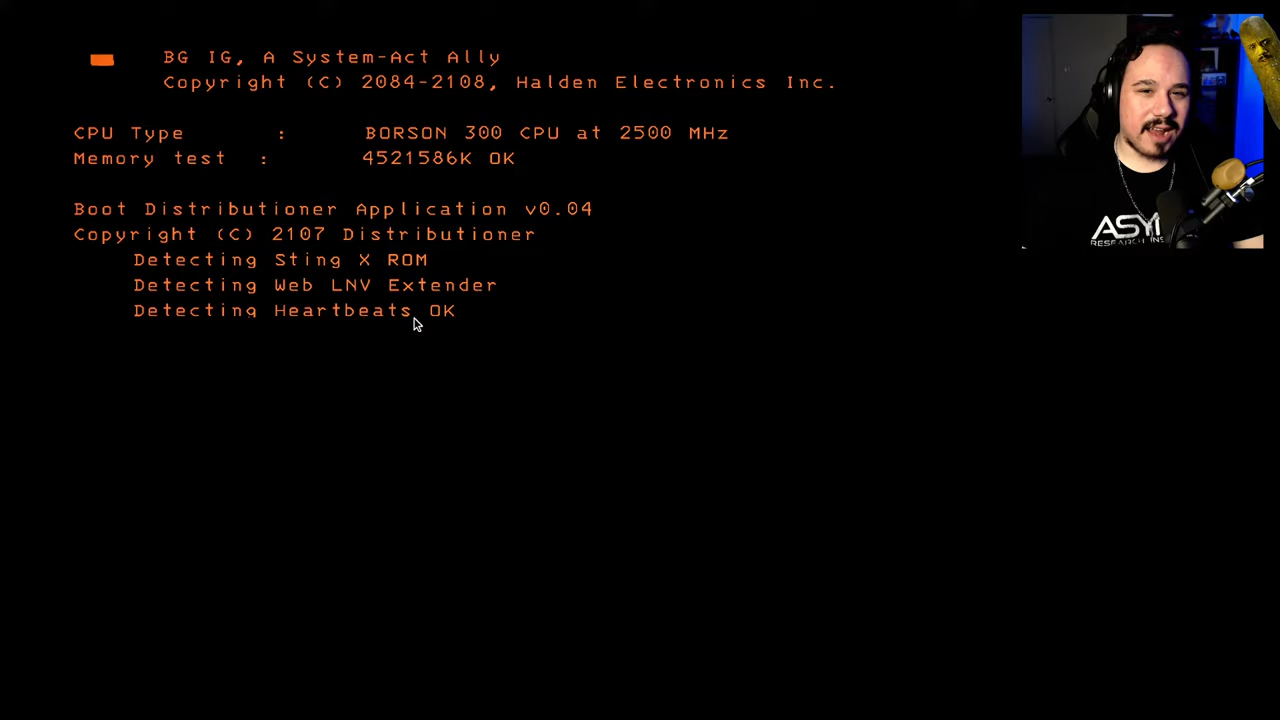 BG IG, A System-Act Ally
Copyright (C) 2084-2108, Halden Electronics Inc.
CPU Type : BORSON 300 CPU at 2500 MHz
Memory test : 4521586K OK
Boot Distributioner Application v0.04
Copyright (C) 2107 Distributioner
Detecting Sting X ROM
Detecting Web LNV Extender
Detecting Heartbeats OK
RESEARCH INS